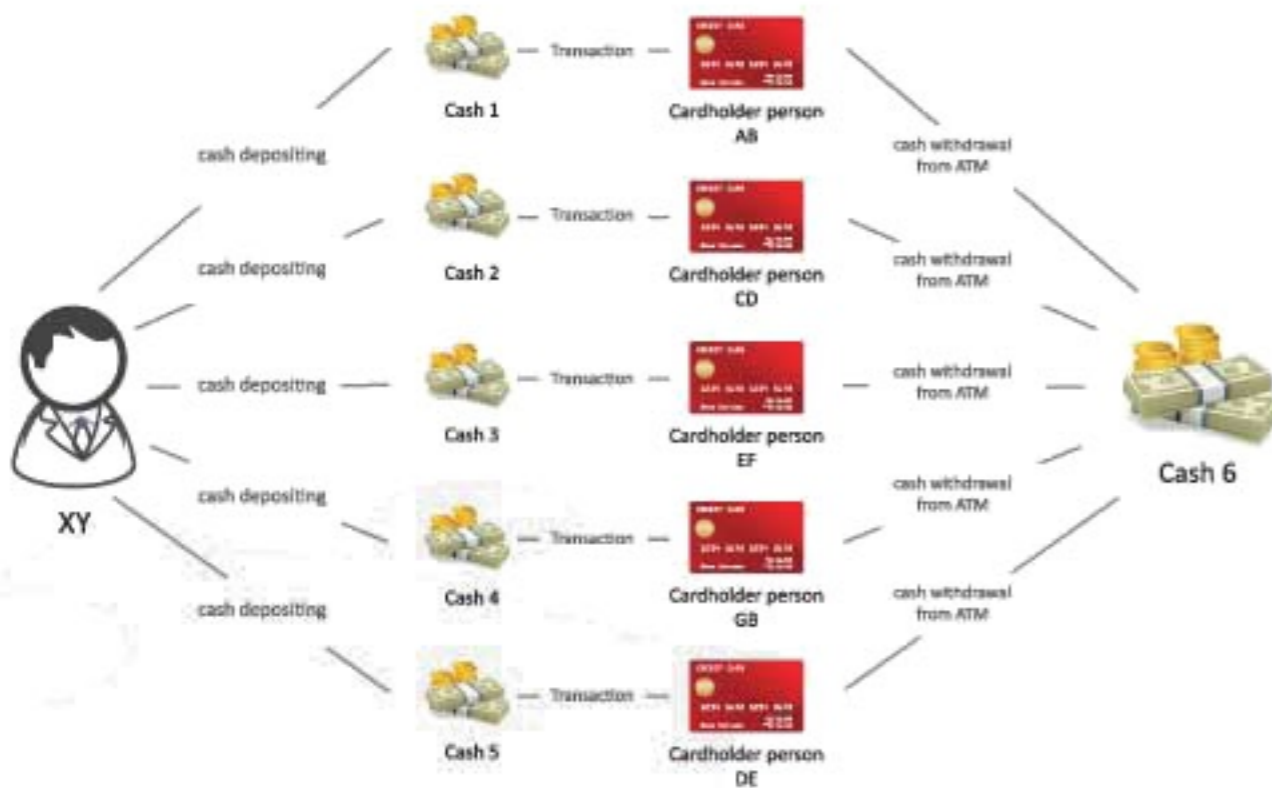 Transaction
Cash 1
Cardholder person
AB
cash depositing
cash withdrawal
from ATM
Transaction
Cash 2
Cardholder person
CD
cash depositing
cash withdrawal
from ATM
Transaction
Cash 3
Cardholder person
EF
cash depositing
cash withdrawal
from ATM
XY
Cash 6
Transaction
Cash 4
Cardholder person
GB
cash depositing
cash withdrawal
from ATM
Transaction
Cash 5
Cardholder person
DE
cash depositing
cash withdrawal
from ATM